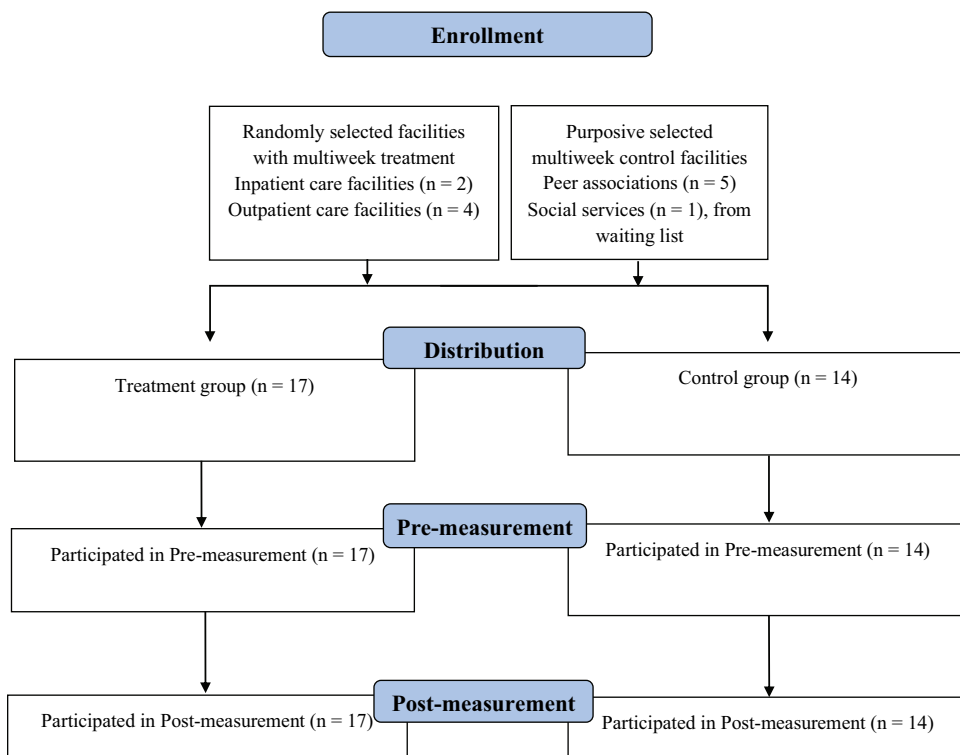 Enrollment
Randomly selected facilities
with multiweek treatment
Inpatient care facilities (n = 2)
Outpatient care facilities (n = 4)
Purposive selected
multiweek control facilities
Peer associations (n = 5)
Social services (n = 1), from
waiting list
Distribution
Treatment group (n = 17)
Control group (n = 14)
Pre-measurement
Participated in Pre-measurement (n = 17)
Participated in Pre-measurement (n = 14)
Post-measurement
Participated in Post-measurement (n = 17)
Participated in Post-measurement (n = 14)